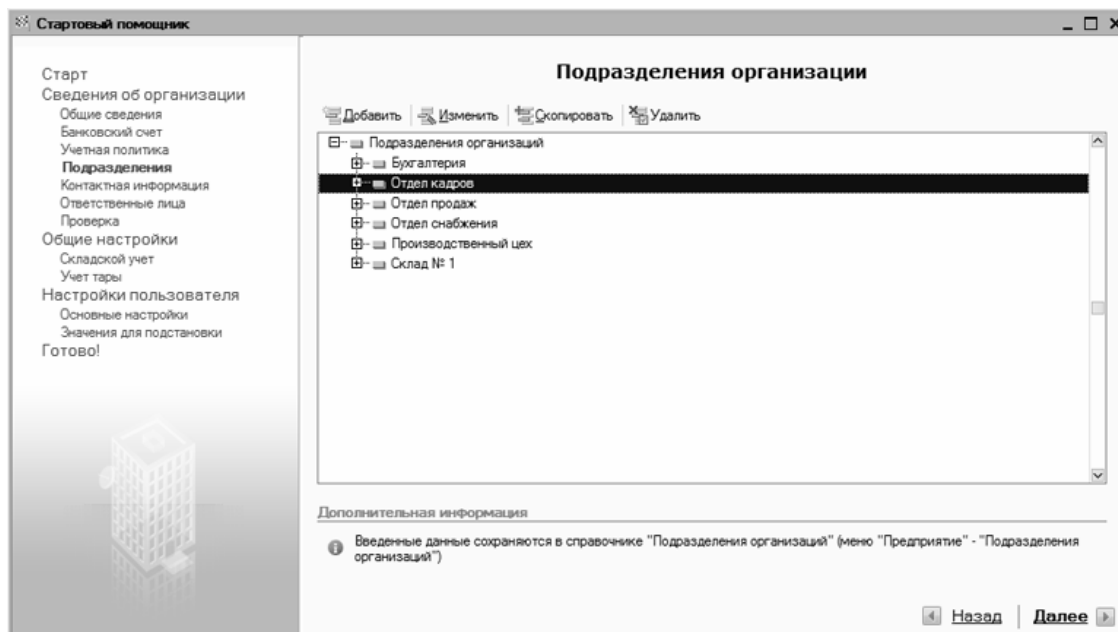 Стартовый помощник
Старт
Сведения об организации
Общие сведения
Банковский счет
Учетная политика
Подразделения
Контактная информация
Ответственные лица
Проверка
Общие настройки
Складской учет
Учет тары
Настройки пользователя
Основные настройки
Значения для подстановки
Готово!
Подразделения организации
Добавить Изменить Скопировать Удалить
Подразделения организаций
Бухгалтерия
Отдел кадров
Отдел продаж
Отдел снабжения
Производственный цех
Склад № 1
Дополнительная информация
Введенные данные сохраняются в справочнике "Подразделения организаций" (меню "Предприятие" - "Подразделения
организаций")
Назад Далее